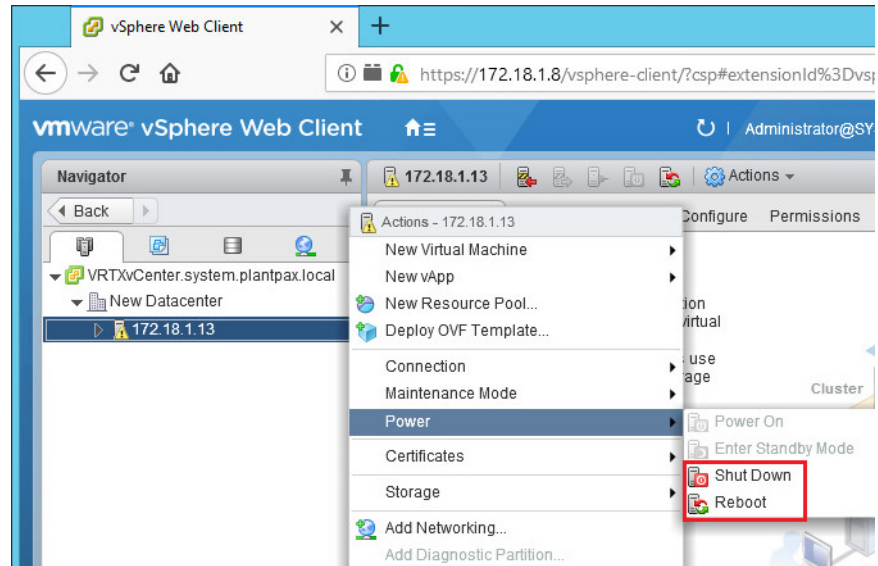 vSphere Web Client
https://172.18.1.8/vsphere-client/?csp#extensionId%3Dvsp
vmware® vSphere Web Client
Administrator@SY
Navigator
172.18.1.13
Actions
Back
Actions - 172.18.1.13
Configure
Permissions
New Virtual Machine
VRTXvCenter.system.plantpax.local
New vApp
New Datacenter
New Resource Pool...
172.18.1.13
Deploy OVF Template...
virtual
Connection
use
Maintenance Mode
Cluster
Power
Power On
Enter Standby Mode
Certificates
Shut Down
Storage
Reboot
Add Networking...
Add Diagnostic Partition...